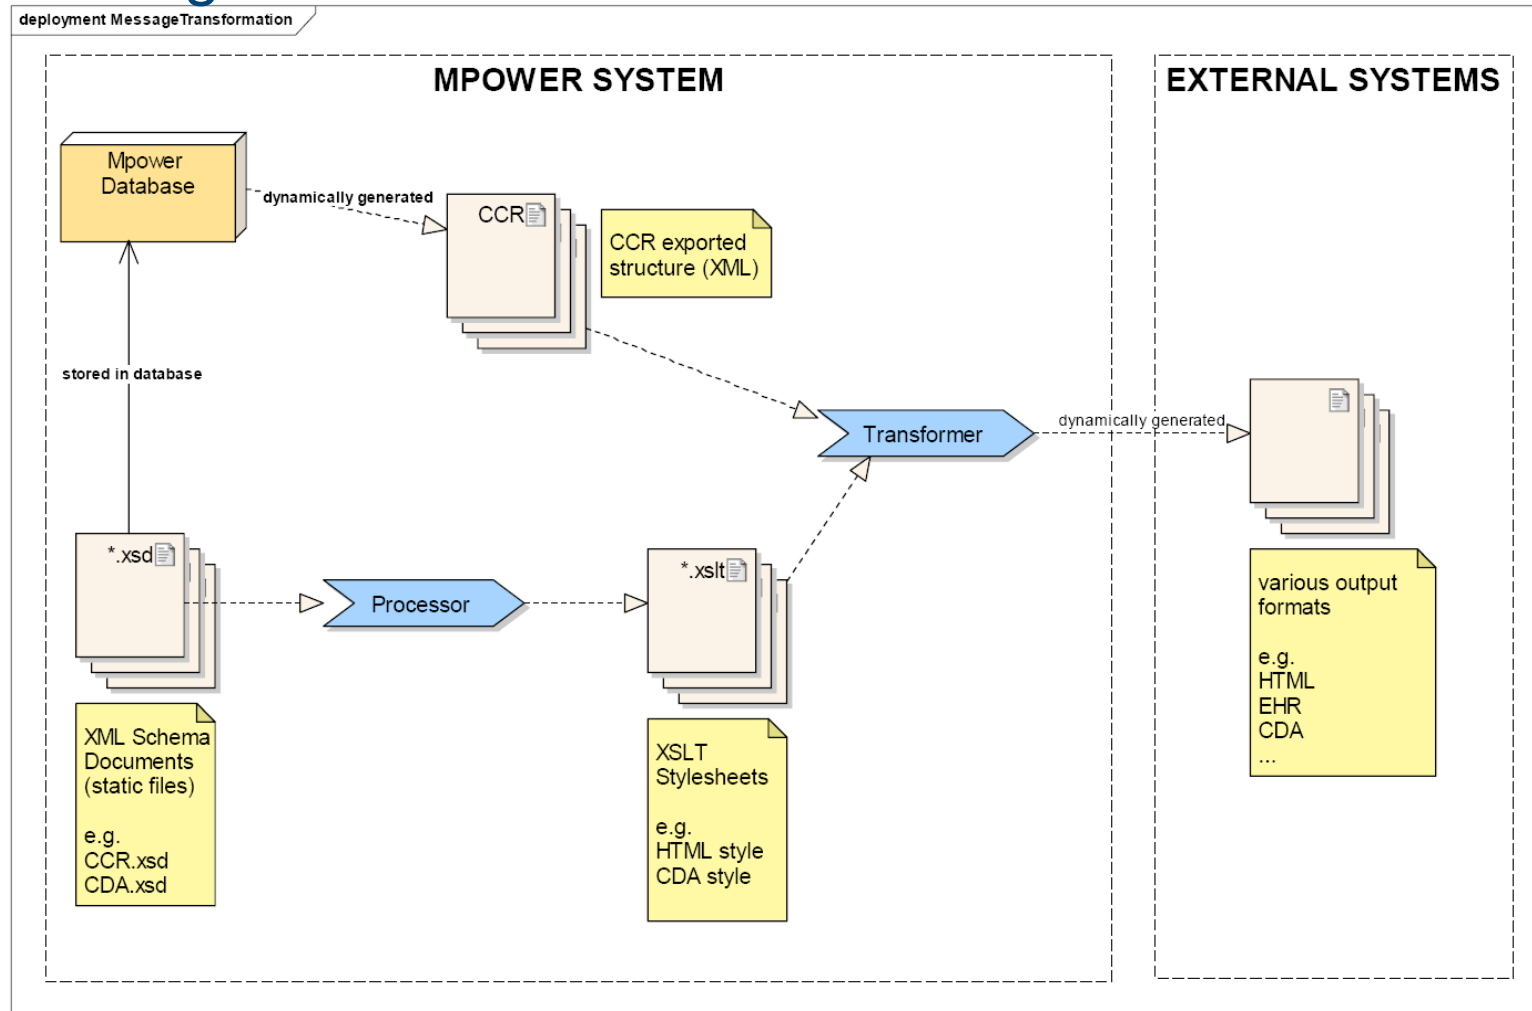 deployment MessageTransformation
MPOWER SYSTEM
EXTERNAL SYSTEMS
Mpower
Database
dynamically generated
CCR
CCR exported
structure (XML)
stored in database
Transformer
dynamically generated
*.xsd
Processor
*.xslt
XML Schema
Documents
(static files)
e.g.
CCR.xsd
CDA.xsd
XSLT
Stylesheets
e.g.
HTML style
CDA style
various output
formats
e.g.
HTML
EHR
CDA
...